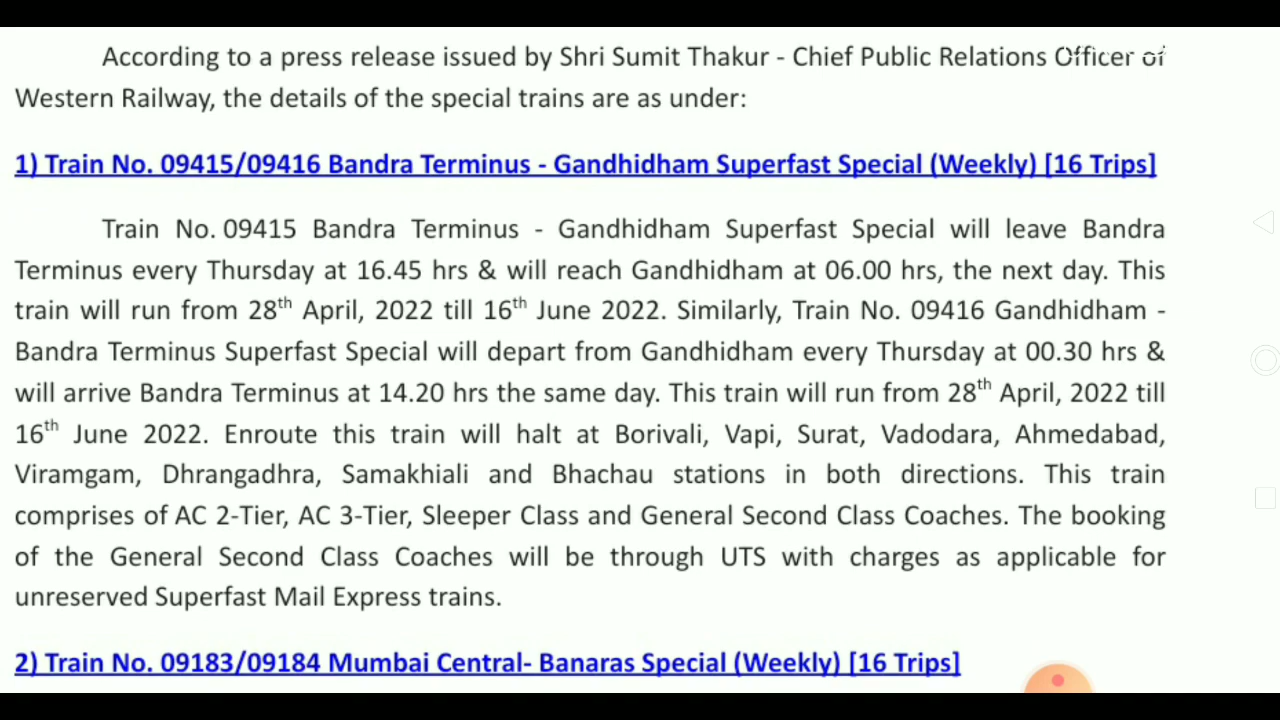 According to a press release issued by Shri Sumit Thakur - Chief Public Relations Officer of
Western Railway, the details of the special trains are as under:
1) Train No. 09415/09416 Bandra Terminus - Gandhidham Superfast Special (Weekly) [16 Trips]
Train No. 09415 Bandra Terminus - Gandhidham Superfast Special will leave Bandra
Terminus every Thursday at 16.45 hrs & will reach Gandhidham at 06.00 hrs, the next day. This
train will run from 28th April, 2022 till 16th June 2022. Similarly, Train No. 09416 Gandhidham -
Bandra Terminus Superfast Special will depart from Gandhidham every Thursday at 00.30 hrs &
will arrive Bandra Terminus at 14.20 hrs the same day. This train will run from 28th April, 2022 till
16th June 2022. Enroute this train will halt at Borivali, Vapi, Surat, Vadodara, Ahmedabad,
Viramgam, Dhrangadhra, Samakhiali and Bhachau stations in both directions. This train
comprises of AC 2-Tier, AC 3-Tier, Sleeper Class and General Second Class Coaches. The booking
of the General Second Class Coaches will be through UTS with charges as applicable for
unreserved Superfast Mail Express trains.
2) Train No. 09183/09184 Mumbai Central- Banaras Special (Weekly) [16 Trips]